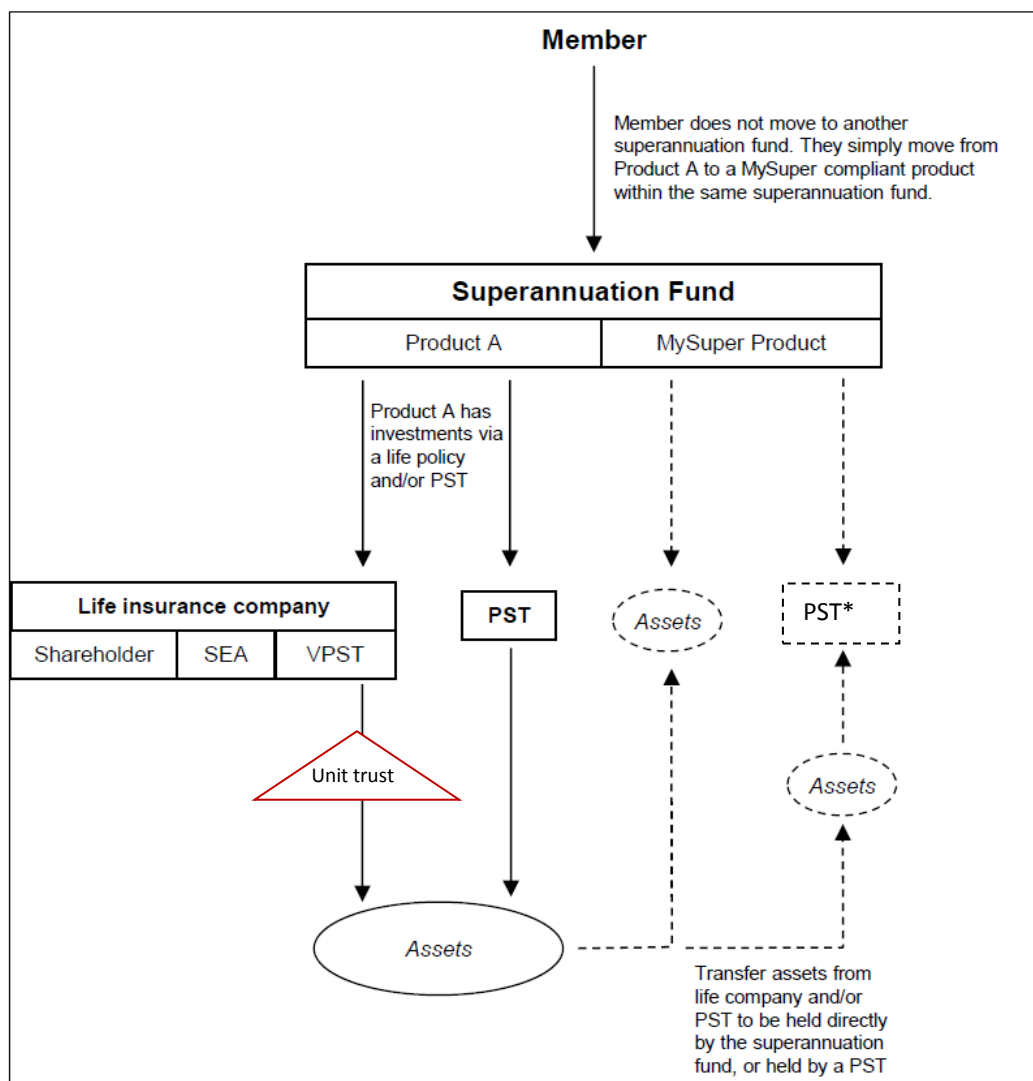 Member
Member does not move to another
superannuation fund. They simply move from
Product A to a MySuper compliant product
within the same superannuation fund.
Superannuation Fund
Product A
MySuper Product
Product A has
investments via
a life policy
and/or PST
Life insurance company
Shareholder
SEA
VPST
PST
Assets
PST*
Unit trust
Assets
Assets
Transfer assets from
life company and/or
PST to be held directly
by the superannuation
fund, or held by a PST